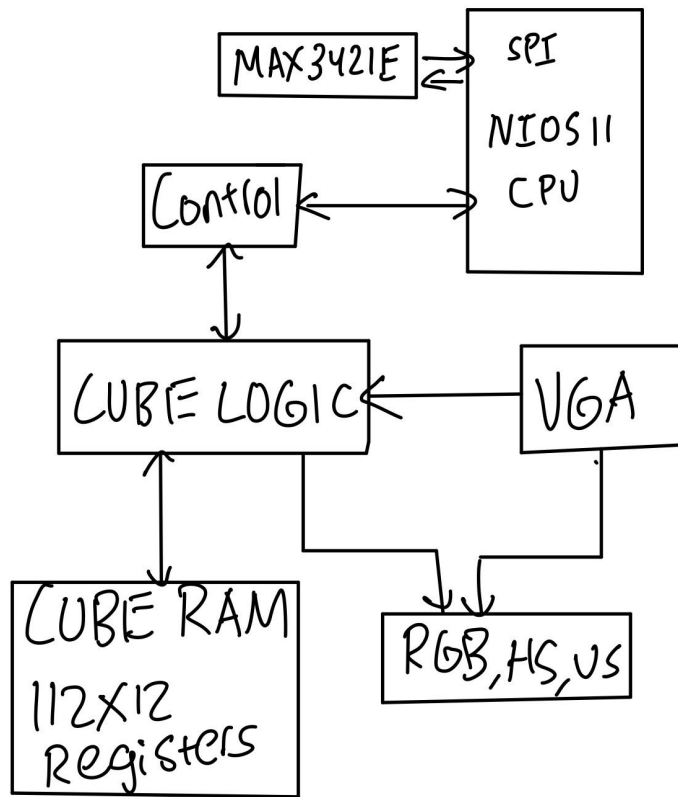 MAX3421E
SPI
NIOS II
CPU
Control
CUBE LOGIC
VGA
CUBE RAM
112X12
Registers
RGB, HS, VS